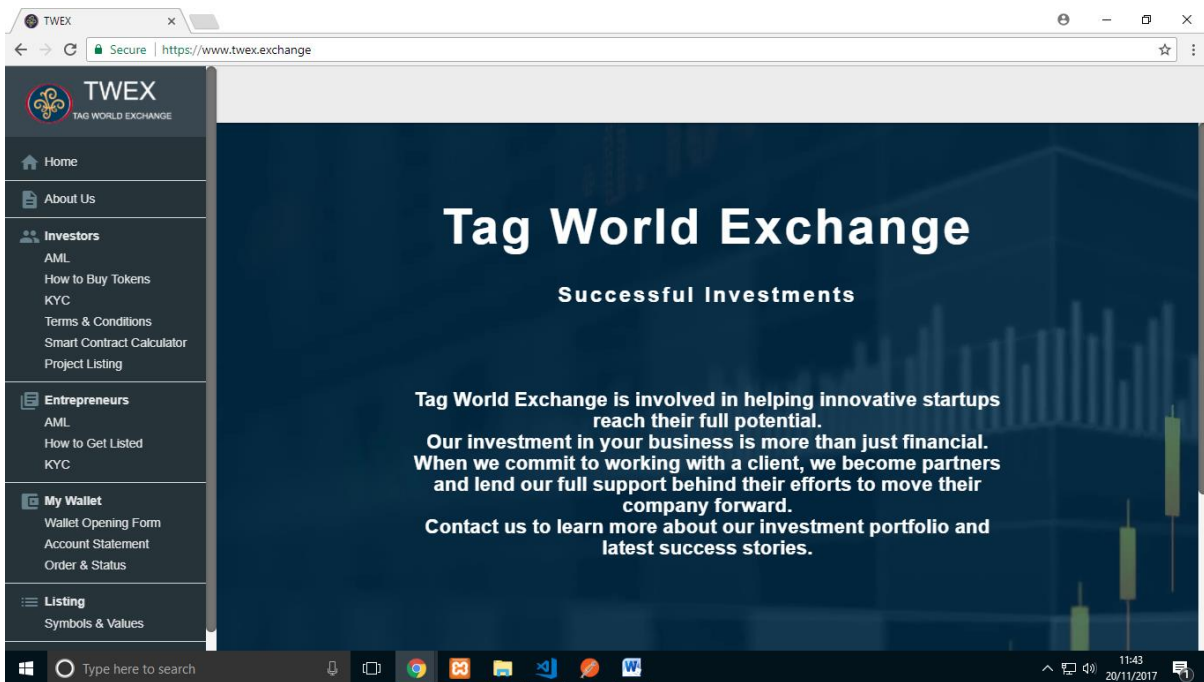 TWEX
Secure | https://www.twex.exchange
TWEX
TAG WORLD EXCHANGE
Home
About Us
Investors
AML
How to Buy Tokens
KYC
Terms & Conditions
Smart Contract Calculator
Project Listing
Entrepreneurs
AML
How to Get Listed
KYC
My Wallet
Wallet Opening Form
Account Statement
Order & Status
Listing
Symbols & Values
Tag World Exchange
Successful Investments
Tag World Exchange is involved in helping innovative startups
reach their full potential.
Our investment in your business is more than just financial.
When we commit to working with a client, we become partners
and lend our full support behind their efforts to move their
company forward.
Contact us to learn more about our investment portfolio and
latest success stories.
Type here to search
11:43
20/11/2017